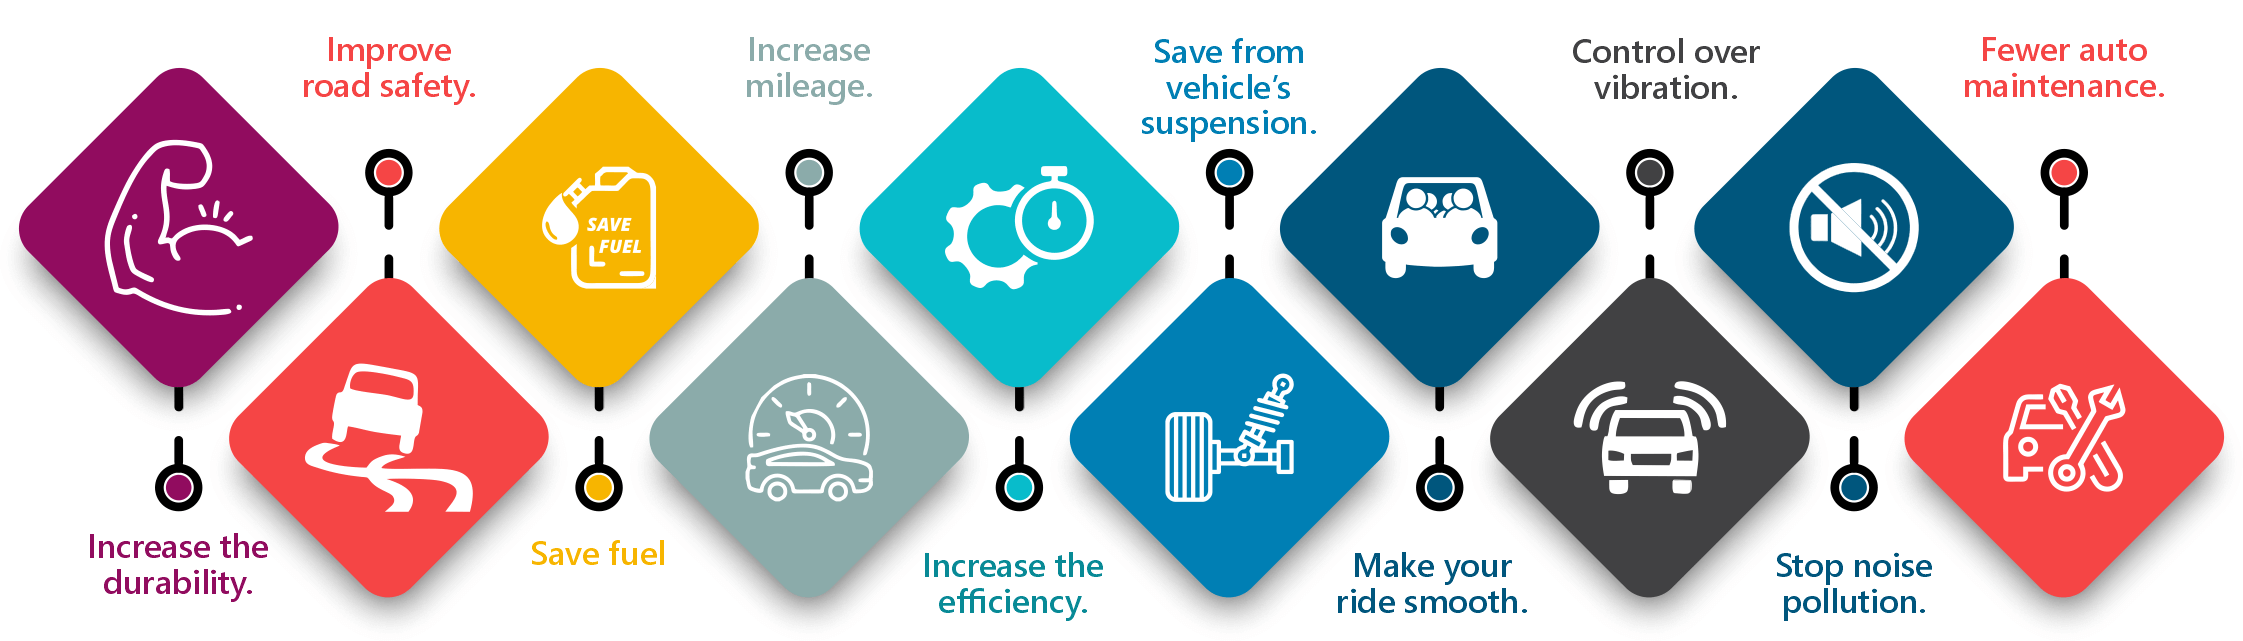 Increase the
durability.
Improve
road safety.
SAVE
FUEL
Save fuel
Increase
mileage.
Increase the
efficiency.
Save from
vehicle’s
suspension.
Make your
ride smooth.
Control over
vibration.
Stop noise
pollution.
Fewer auto
maintenance.